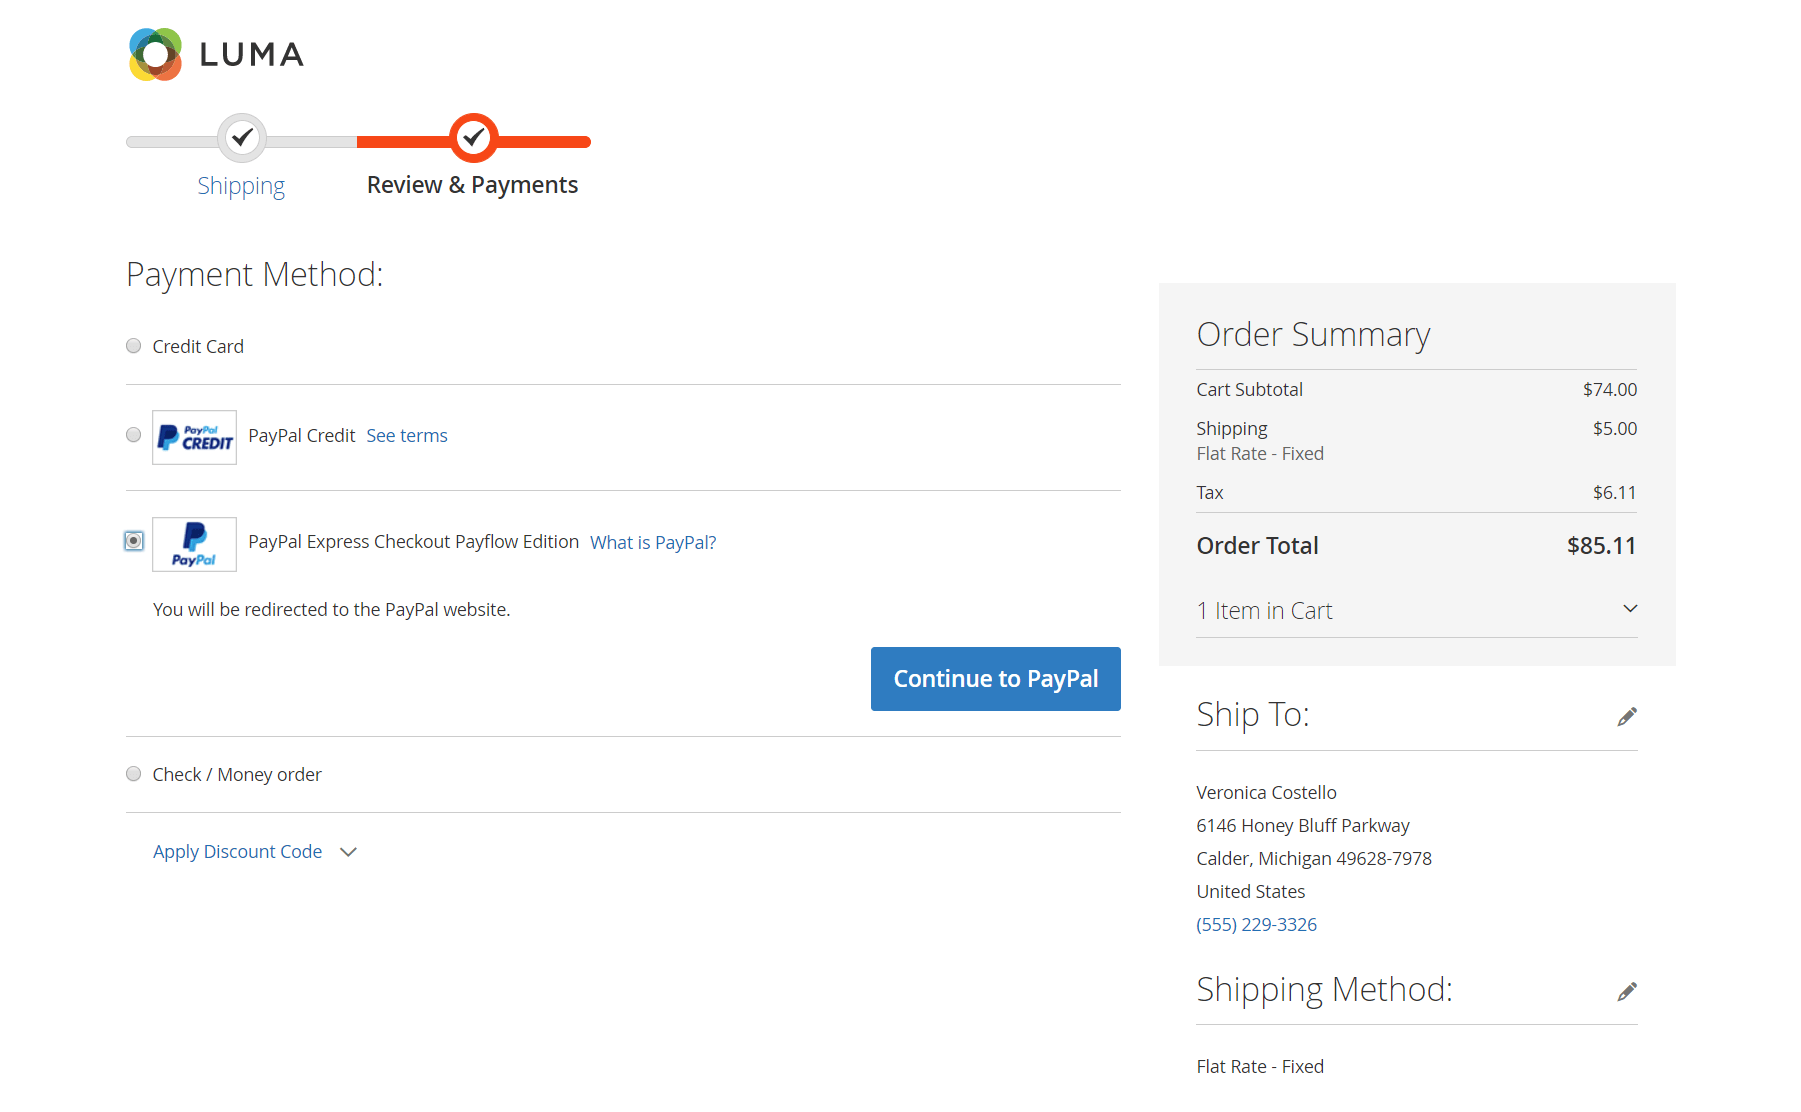 LUMA
Shipping
Review & Payments
Payment Method:
Credit Card
PayPal CREDIT
PayPal Credit See terms
PayPal
PayPal Express Checkout Payflow Edition What is PayPal?
You will be redirected to the PayPal website.
Continue to PayPal
Check / Money order
Apply Discount Code
Order Summary
Cart Subtotal $74.00
Shipping $5.00
Flat Rate - Fixed
Tax $6.11
Order Total $85.11
1 Item in Cart
Ship To:
Veronica Costello
6146 Honey Bluff Parkway
Calder, Michigan 49628-7978
United States
(555) 229-3326
Shipping Method:
Flat Rate - Fixed